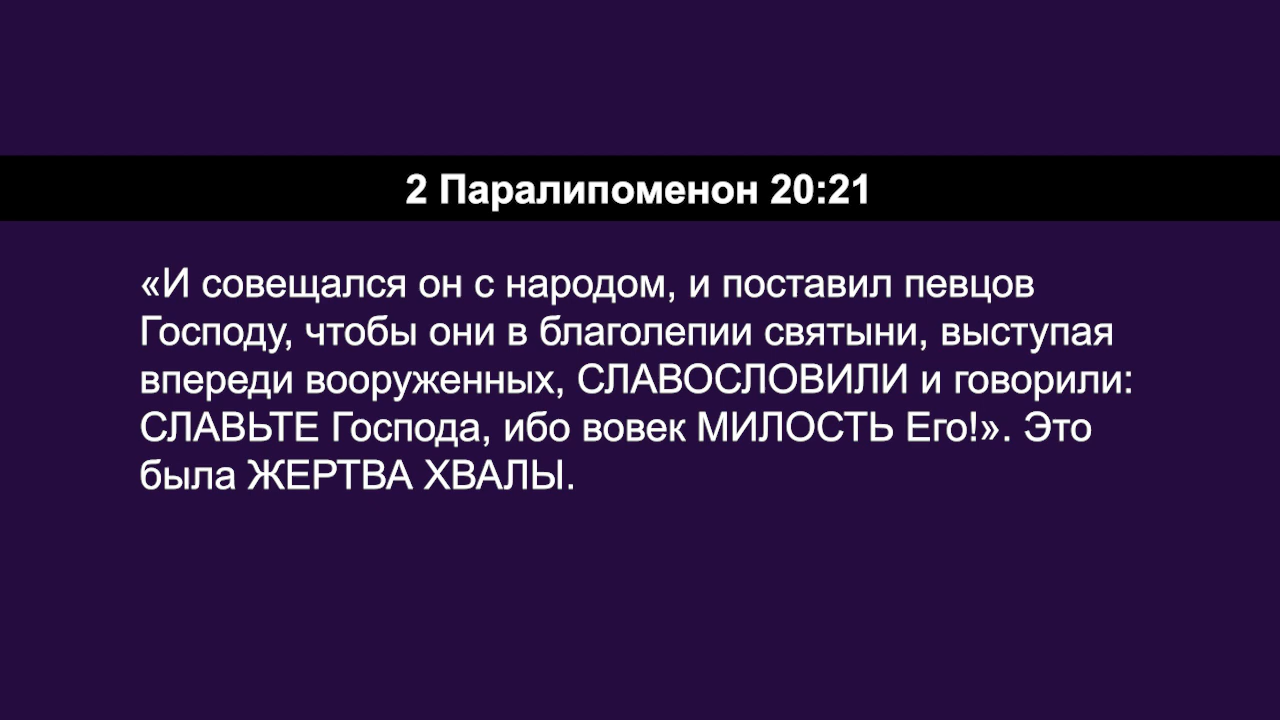 2 Паралипоменон 20:21
«И совещался он с народом, и поставил певцов
Господу, чтобы они в благолепии святыни, выступая
впереди вооруженных, СЛАВОСЛОВИЛИ и говорили:
СЛАВЬТЕ Господа, ибо вовек МИЛОСТЬ Его!». Это
была ЖЕРТВА ХВАЛЫ.